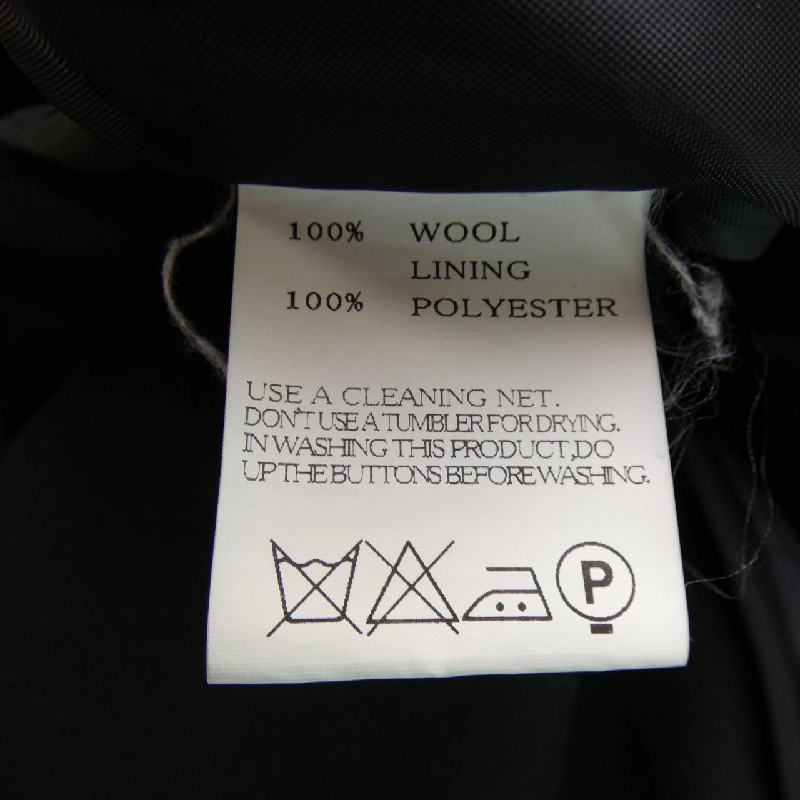 100% WOOL
LINING
100% POLYESTER
USE A CLEANING NET.
DON'T USE A TUMBLER FOR DRYING.
IN WASHING THIS PRODUCT,DO
UP THE BUTTONS BEFORE WASHING.
P